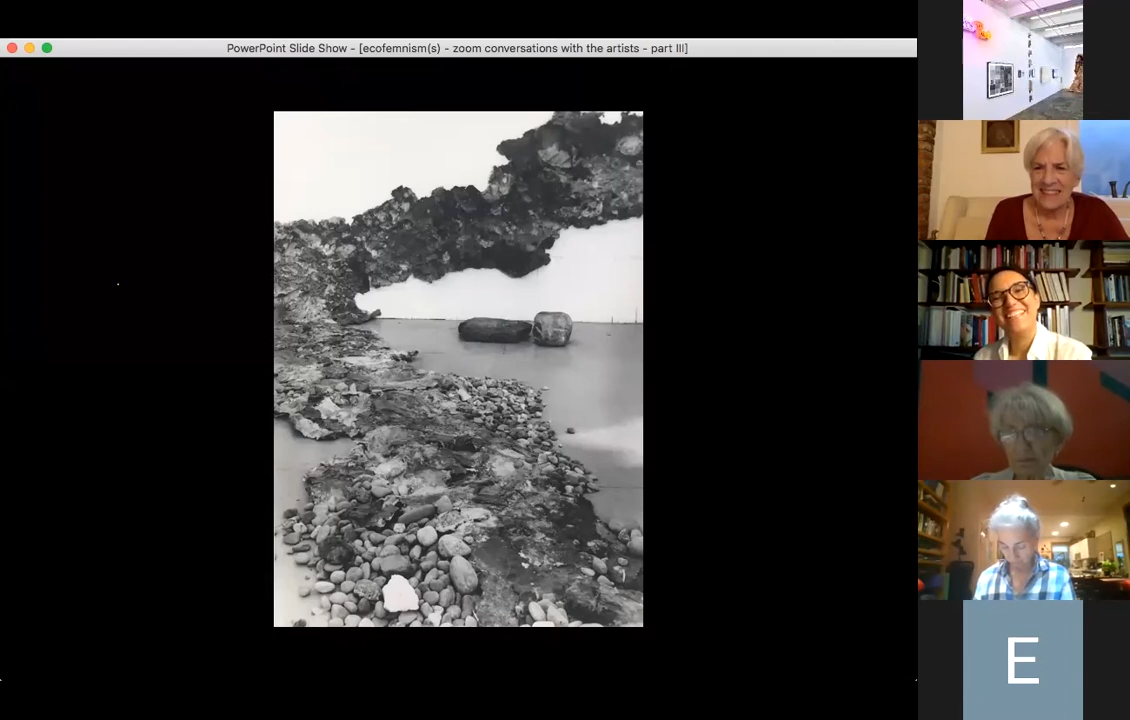 PowerPoint Slide Show - [ecofemnism(s) - zoom conversations with the artists - part III]
E